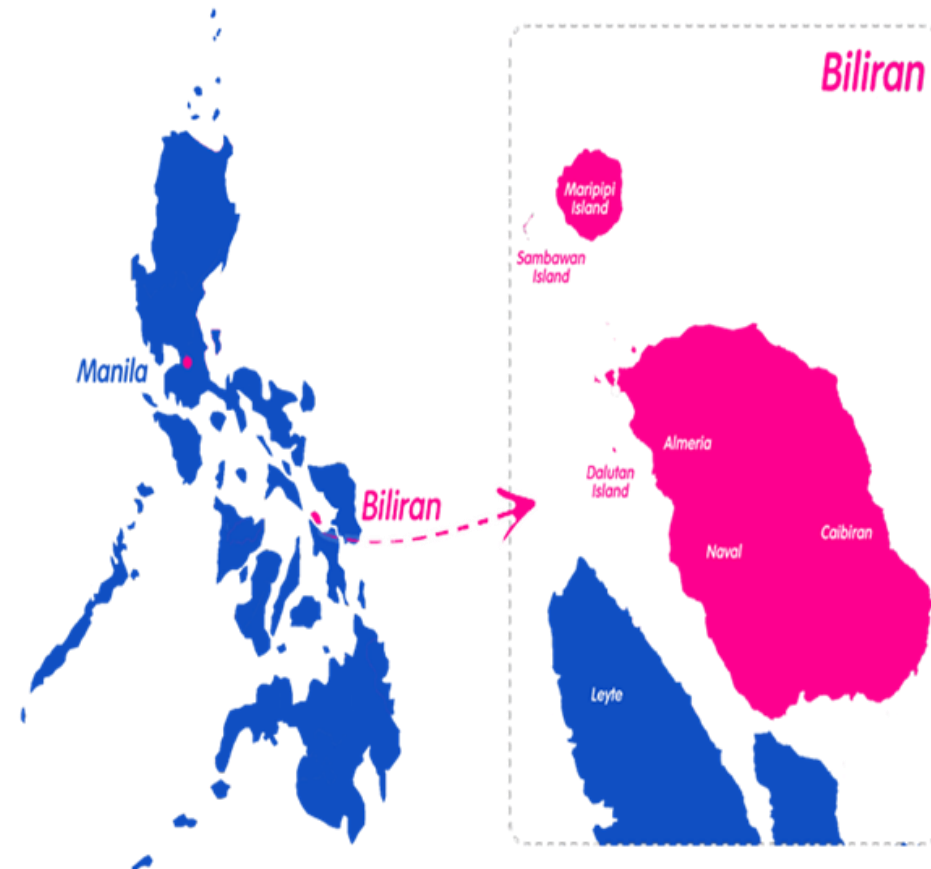 Manila
Biliran
Biliran
Maripipi
Island
Sambawan
Island
Almeria
Dalutan
Island
Caibiran
Naval
Leyte